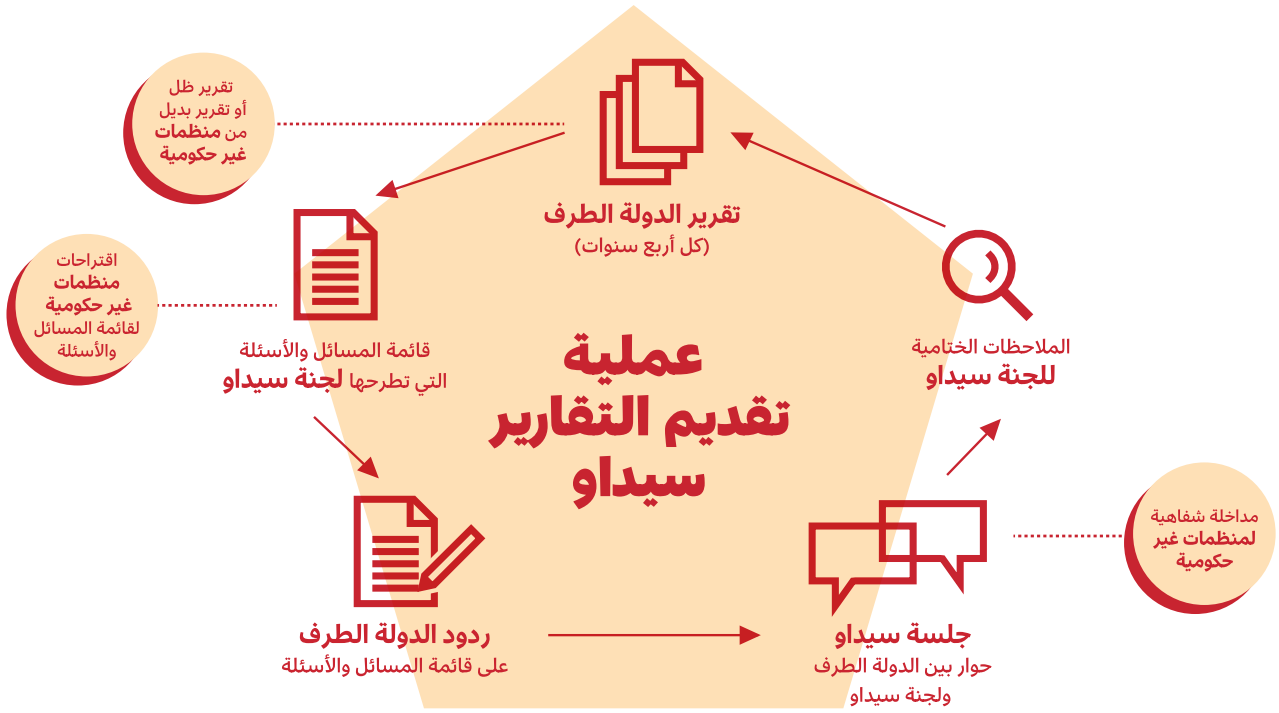 عملية
تقديم التقارير
سيداو
تقرير الدولة الطرف
(كل أربع سنوات)
تقرير ظل
أو تقرير بديل
من منظمات
غير حكومية
قائمة المسائل والأسئلة
التي تطرحها لجنة سيداو
اقتراحات
منظمات
غير حكومية
لقائمة المسائل
والأسئلة
ردود الدولة الطرف
على قائمة المسائل والأسئلة
جلسة سيداو
حوار بين الدولة الطرف
ولجنة سيداو
مداخلة شفاهية
لمنظمات غير
حكومية
الملاحظات الختامية
للجنة سيداو